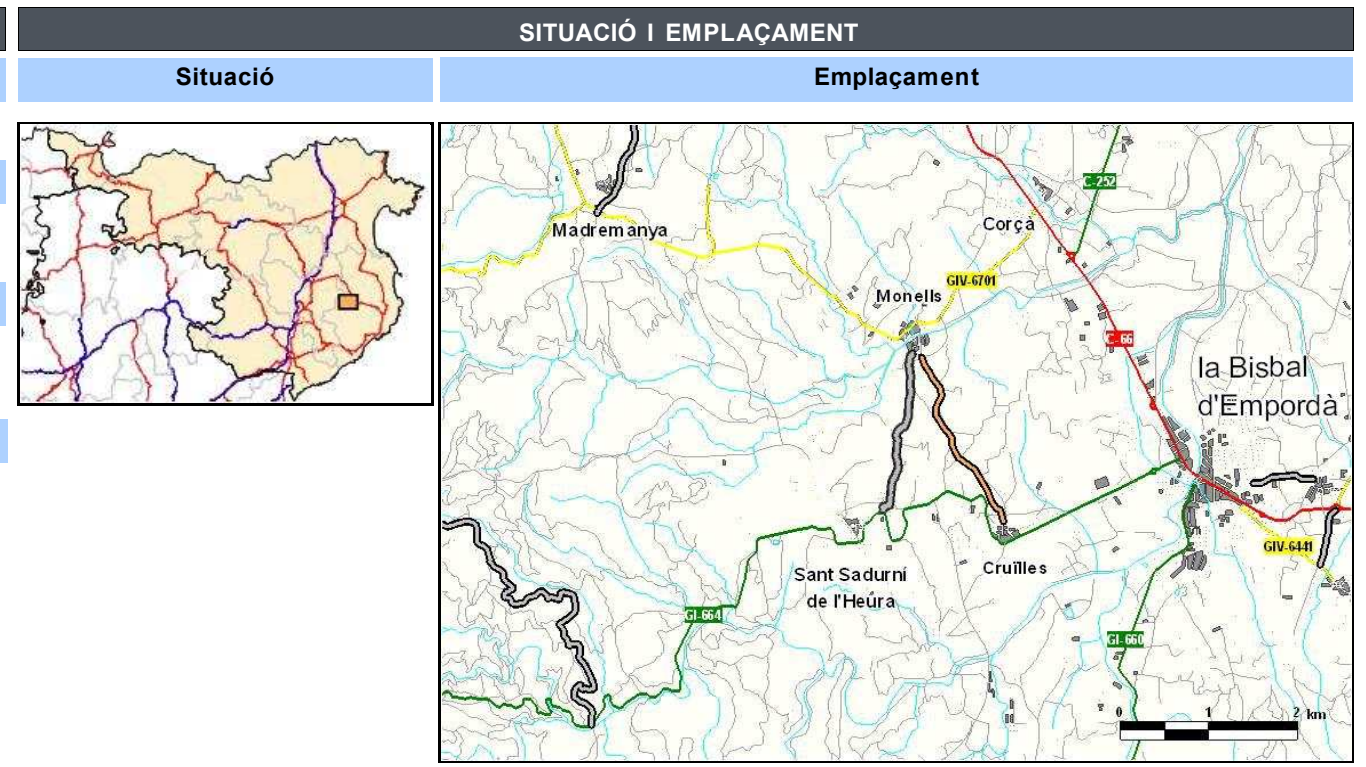 SITUACIÓ I EMPLAÇAMENT
Situació
Emplaçament
C-252
Madremanya
Corçà
GIV-6701
Monells
C-66
la Bisbal
d'Empordà
GIV-6441
Sant Sadurní
de l'Heura
Cruïlles
GI-664
GI-660
0 1 2 km